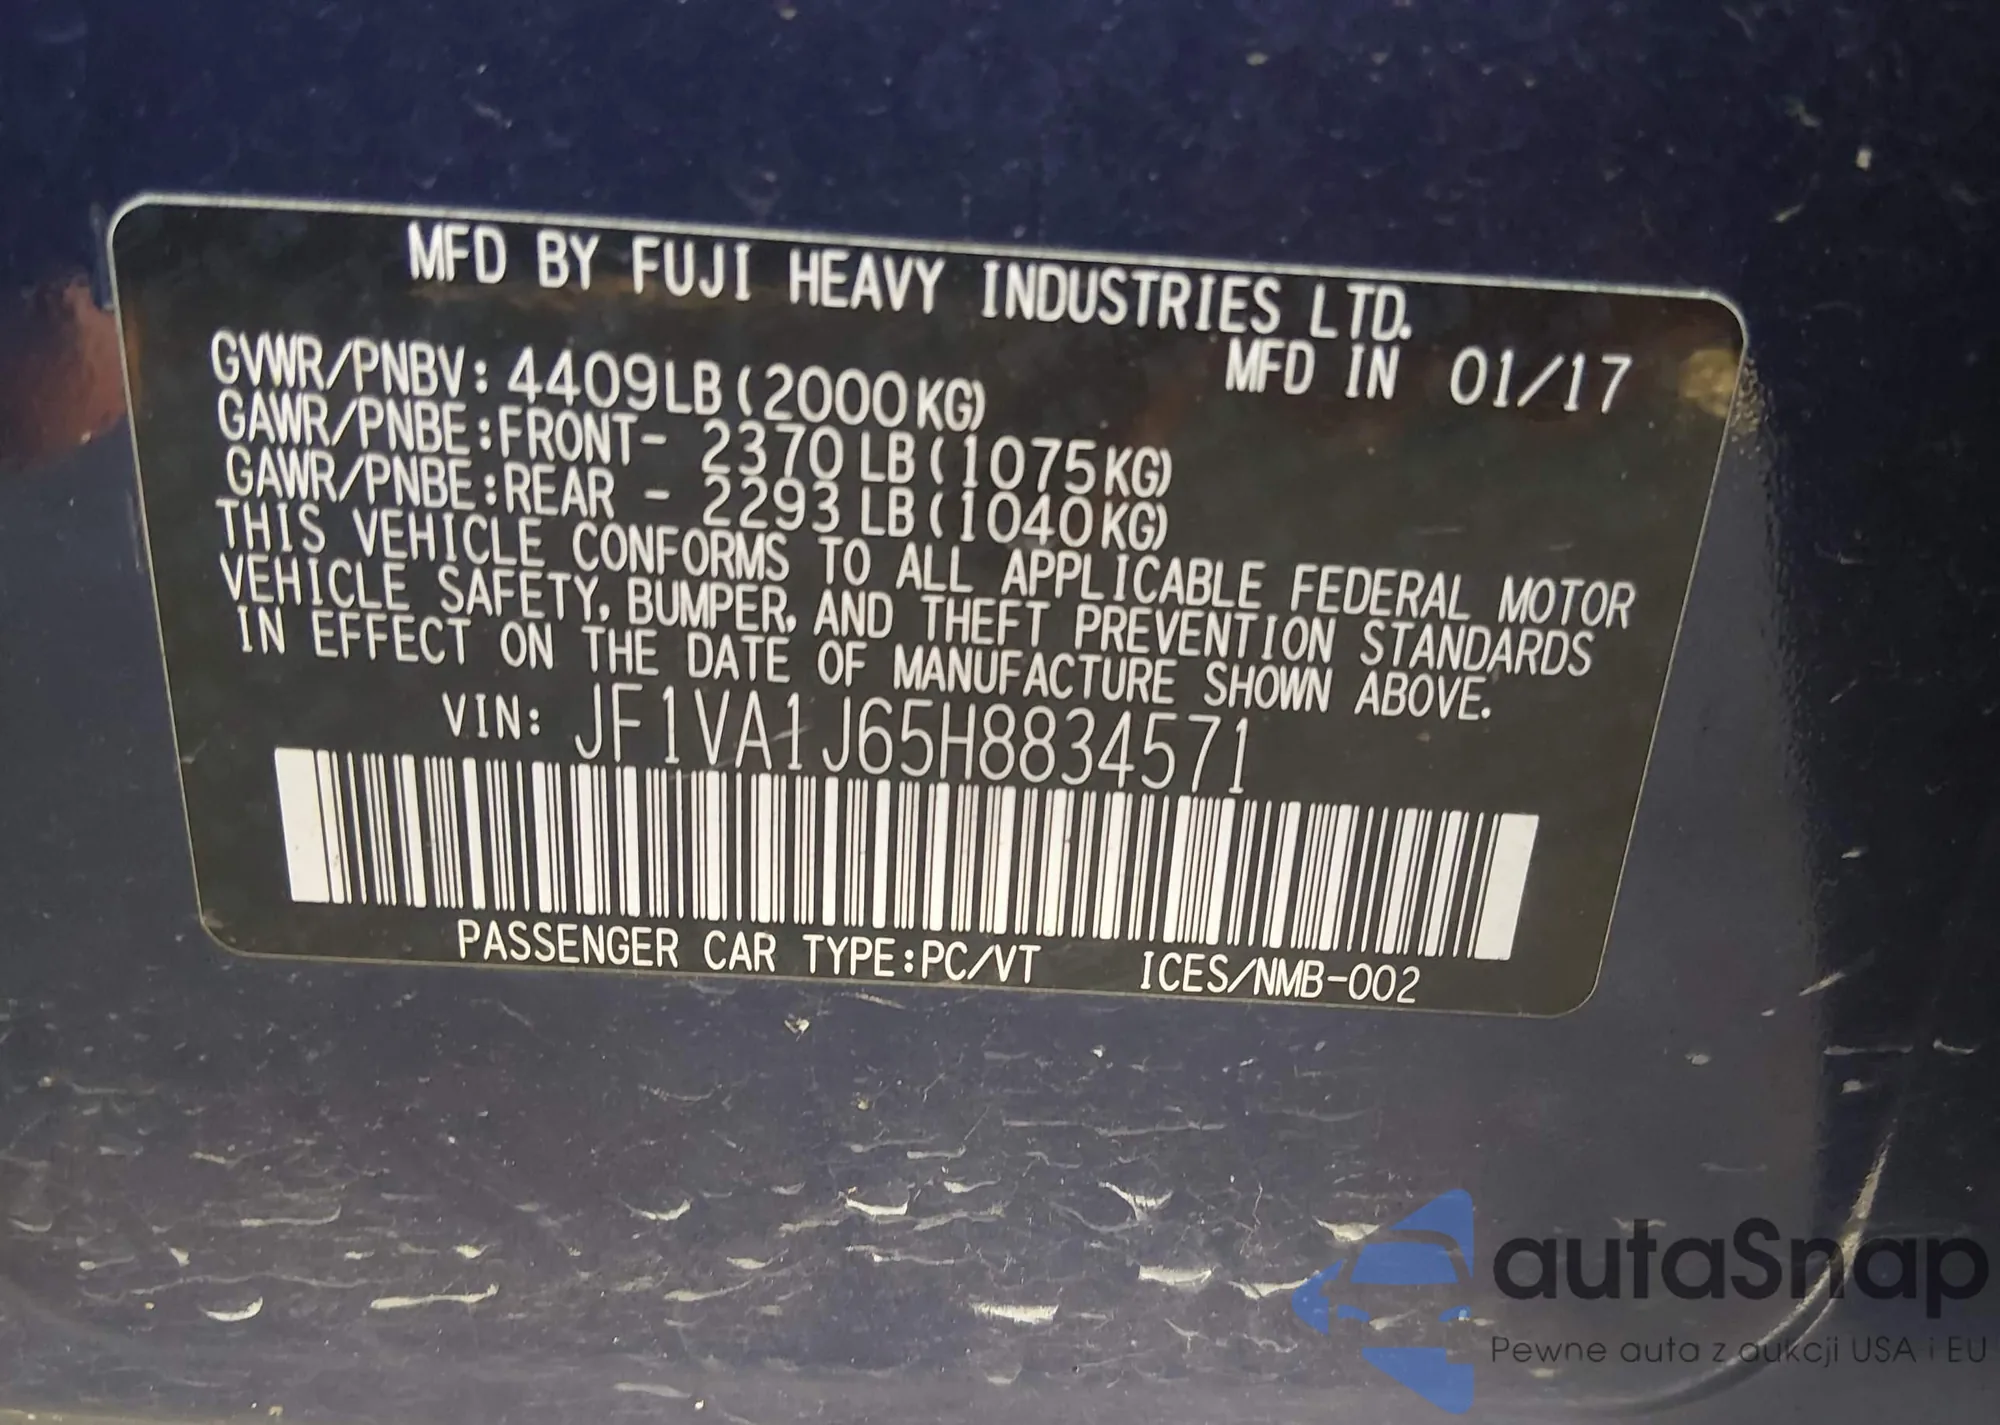 MFD BY FUJI HEAVY INDUSTRIES LTD.
GVWR/PNBV: 4409LB (2000KG) MFD IN 01/17
GAWR/PNBE:FRONT- 2370LB (1075KG)
GAWR/PNBE:REAR - 2293LB (1040KG)
THIS VEHICLE CONFORMS TO ALL APPLICABLE FEDERAL MOTOR
VEHICLE SAFETY, BUMPER, AND THEFT PREVENTION STANDARDS
IN EFFECT ON THE DATE OF MANUFACTURE SHOWN ABOVE.
VIN: JF1VA1J65H8834571
PASSENGER CAR TYPE:PC/VT ICES/NMB-002
autaSnap
Pewne auta z aukcji USA i EU